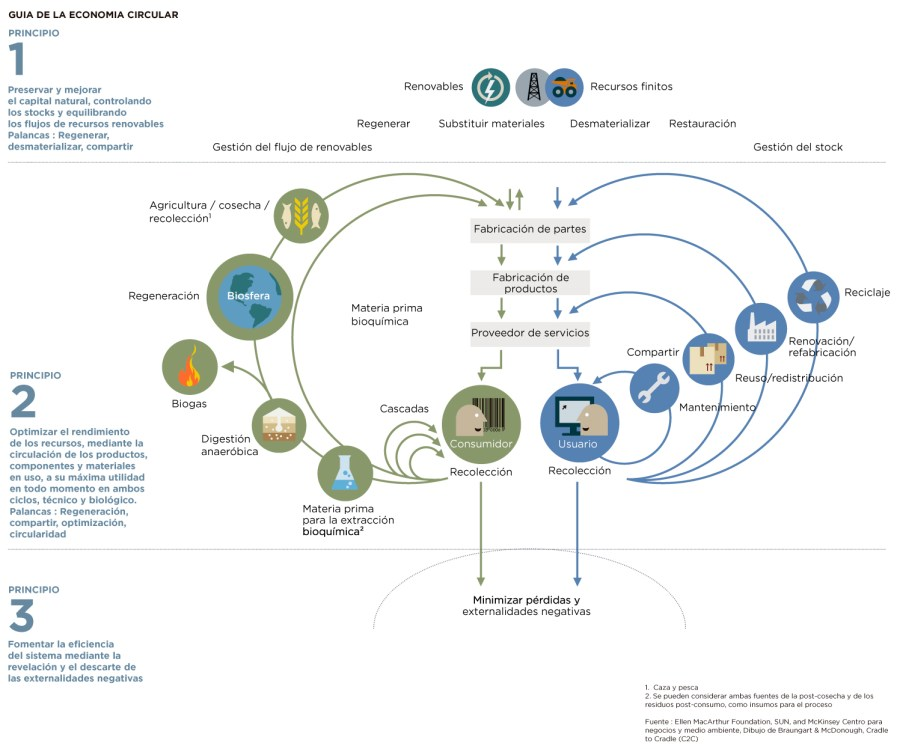 GUIA DE LA ECONOMIA CIRCULAR
PRINCIPIO
1
Preservar y mejorar
el capital natural, controlando
los stocks y equilibrando
los flujos de recursos renovables
Palancas : Regenerar,
desmaterializar, compartir
Renovables
Recursos finitos
Regenerar
Substituir materiales
Desmaterializar
Restauración
Gestión del flujo de renovables
Gestión del stock
Agricultura / cosecha /
recolección1
Regeneración
Biosfera
Biogas
Digestión
anaeróbica
Materia prima
bioquímica
Cascadas
Materia prima
para la extracción
bioquímica2
Fabricación de partes
Fabricación de
productos
Proveedor de servicios
Consumidor
Recolección
Usuario
Recolección
Compartir
Mantenimiento
Reuso/redistribución
Renovación/
refabricación
Reciclaje
PRINCIPIO
2
Optimizar el rendimiento
de los recursos, mediante la
circulación de los productos,
componentes y materiales
en uso, a su máxima utilidad
en todo momento en ambos
ciclos, técnico y biológico.
Palancas : Regeneración,
compartir, optimización,
circularidad
PRINCIPIO
3
Fomentar la eficiencia
del sistema mediante la
revelación y el descarte de
las externalidades negativas
Minimizar pérdidas y
externalidades negativas
1. Caza y pesca
2. Se pueden considerar ambas fuentes de la post-cosecha y de los
residuos post-consumo, como insumos para el proceso
Fuente : Ellen MacArthur Foundation, SUN, and McKinsey Centro para
negocios y medio ambiente, Dibujo de Braungart & McDonough, Cradle
to Cradle (C2C)